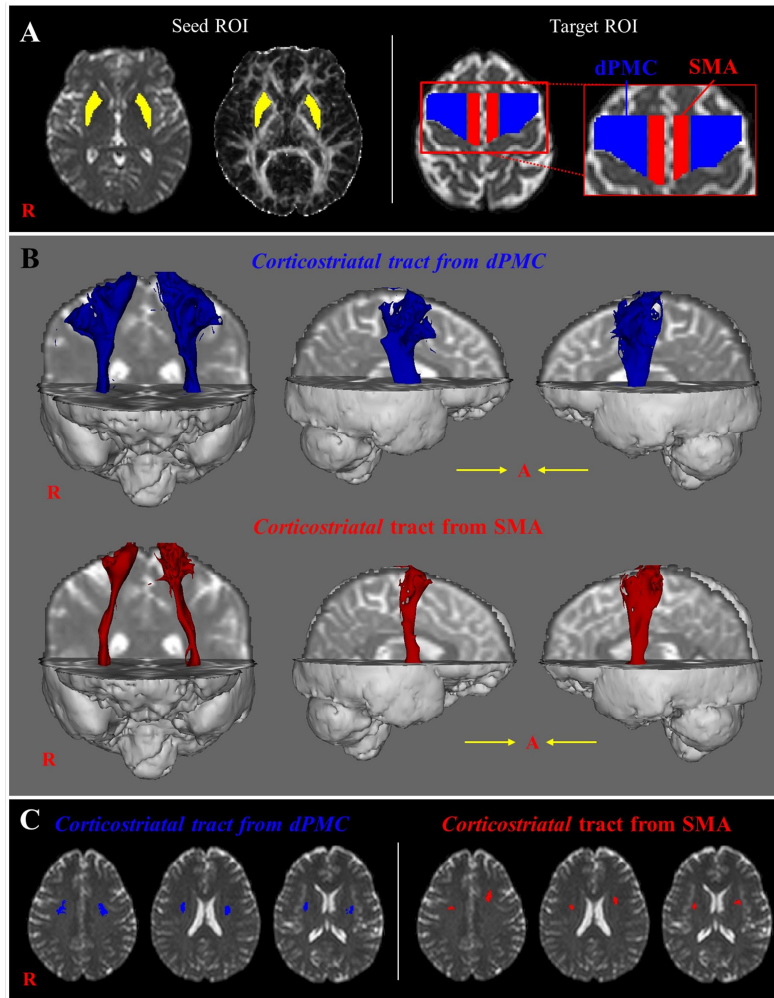 A
Seed ROI
Target ROI
dPMC
SMA
R
B
Corticostriatal tract from dPMC
R
A
Corticostriatal tract from SMA
R
A
C
Corticostriatal tract from dPMC
Corticostriatal tract from SMA
R